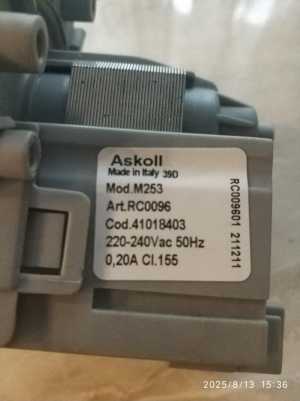 Askoll
Made in Italy 39D
Mod.M253
Art.RC0096
Cod.41018403
220-240Vac 50Hz
0,20A Cl.155
RC009601 211211
2025/8/13 15:36